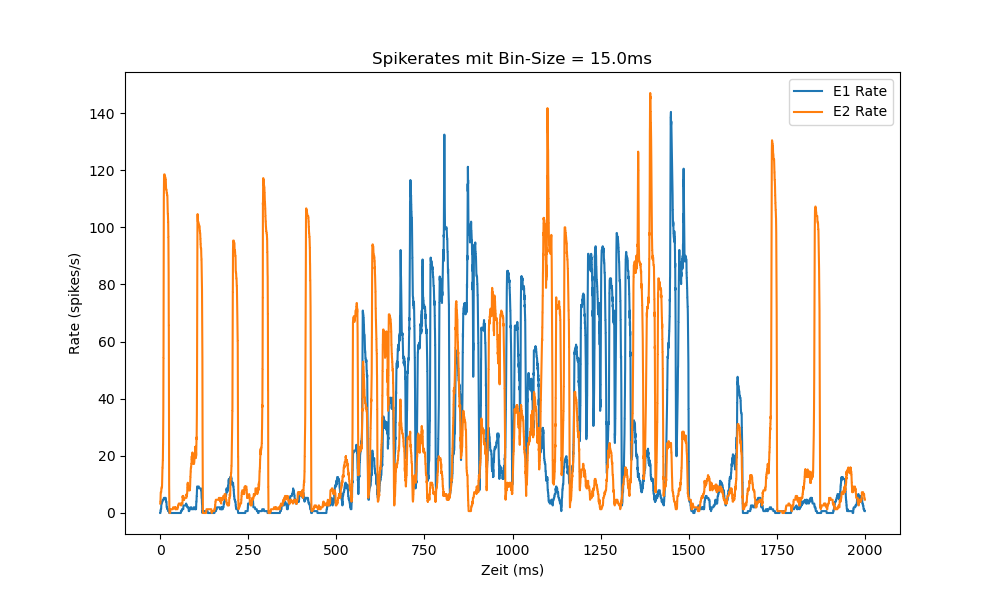 Spikerates mit Bin-Size = 15.0ms
E1 Rate
E2 Rate
Rate (spikes/s)
140
120
100
80
60
40
20
0
0 250 500 750 1000 1250 1500 1750 2000
Zeit (ms)